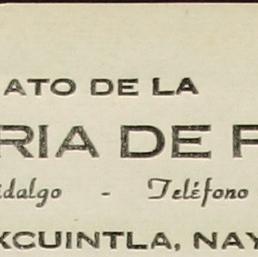 ATO DE LA
RIA DE
idalgo - Teléfono
XCUINTLA, NAY